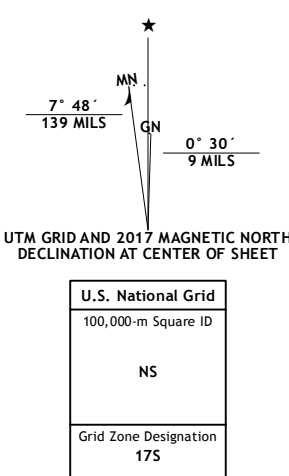 ★
MN
7° 48´
139 MILS
GN
0° 30´
9 MILS
UTM GRID AND 2017 MAGNETIC NORTH
DECLINATION AT CENTER OF SHEET
U.S. National Grid
100,000-m Square ID
NS
Grid Zone Designation
17S